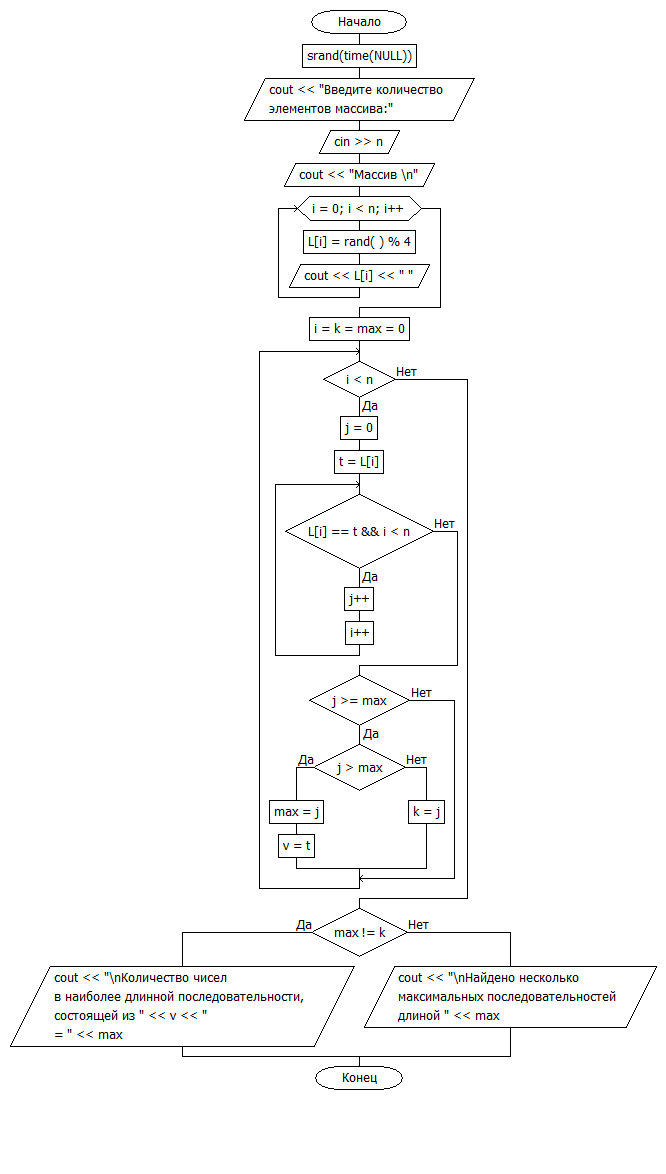 Начало
srand(time(NULL))
cout << "Введите количество
элементов массива:"
cin >> n
cout << "Массив \n"
i = 0; i < n; i++
L[i] = rand( ) % 4
cout << L[i] << " "
i = k = max = 0
i < n
Нет
Да
j = 0
t = L[i]
L[i] == t && i < n
Нет
Да
j++
i++
j >= max
Нет
Да
Да
j > max
Нет
max = j
k = j
v = t
Да
max != k
Нет
cout << "\nКоличество чисел
в наиболее длинной последовательности,
состоящей из " << v << "
= " << max
cout << "\nНайдено несколько
максимальных последовательностей
длиной " << max
Конец